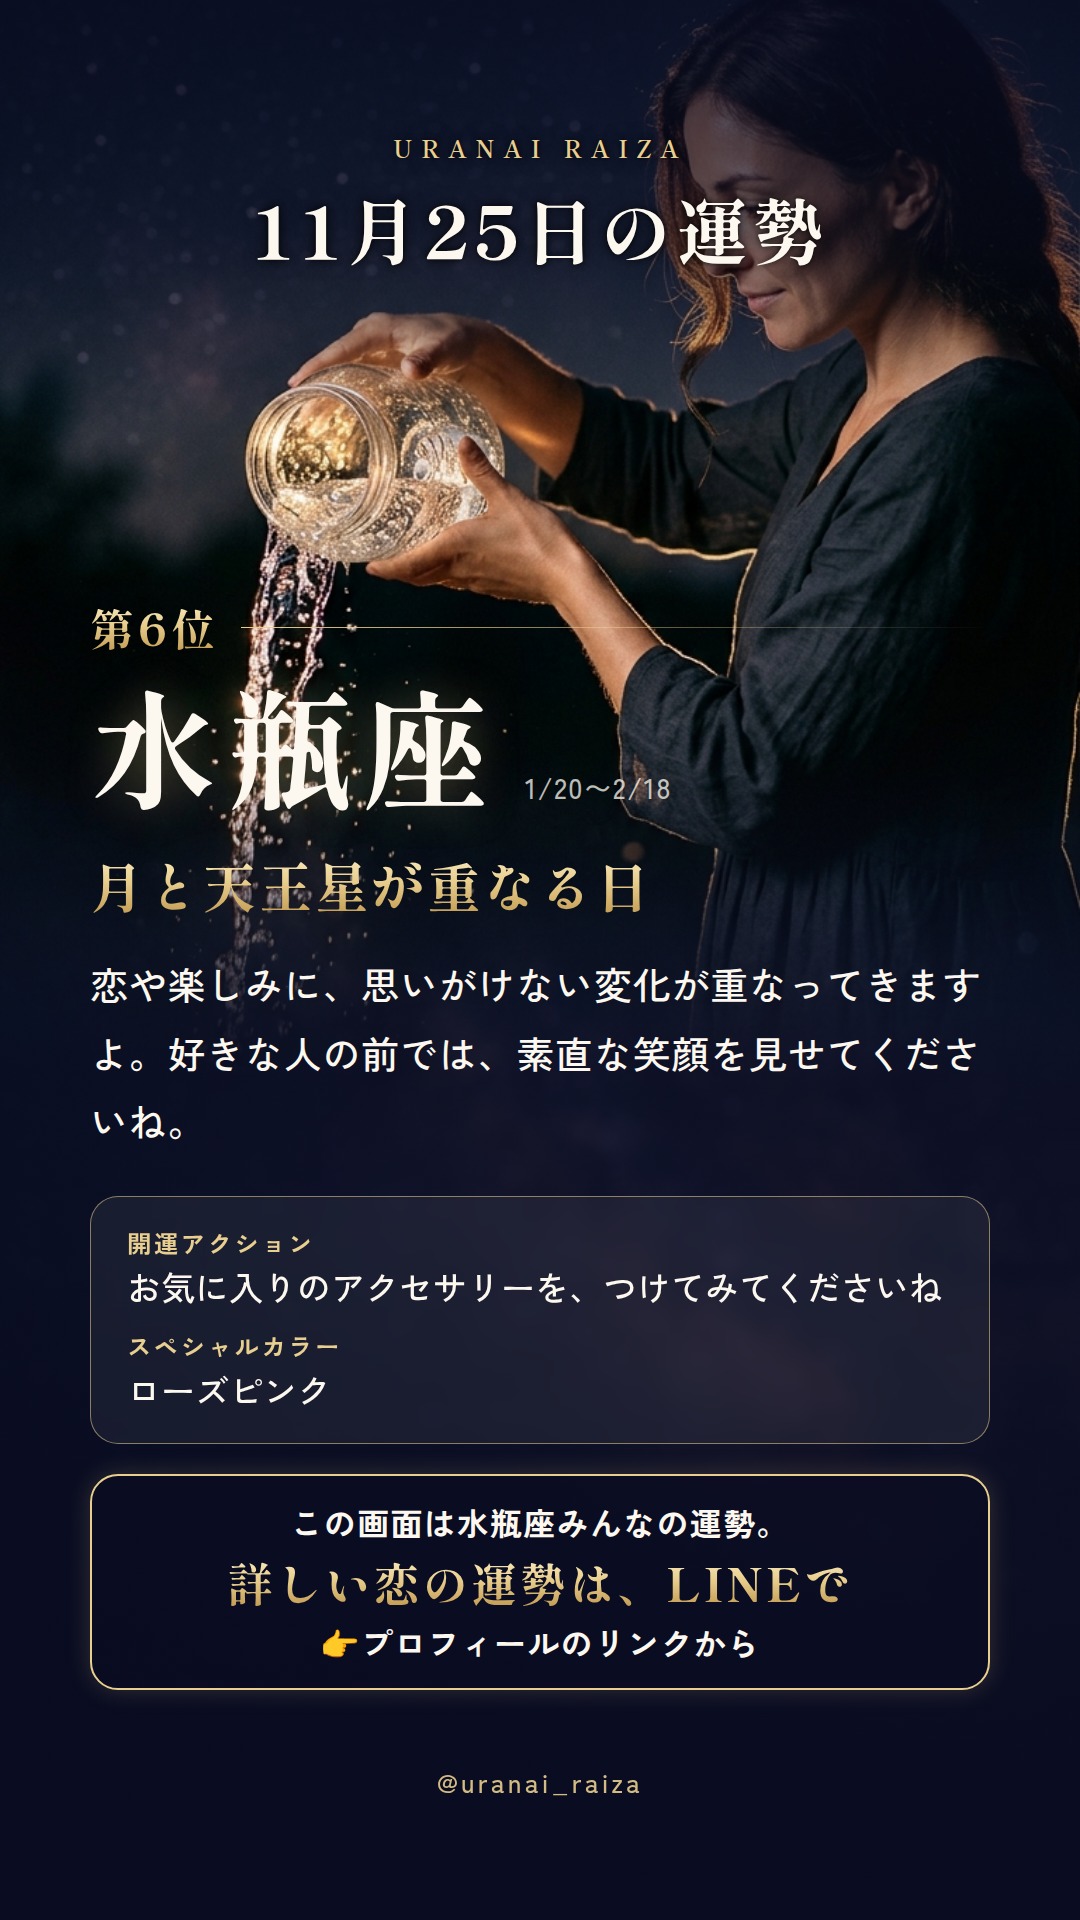 URANAI RAIZA
11月25日の運勢
第6位
水瓶座 1/20〜2/18
月と天王星が重なる日
恋や楽しみに、思いがけない変化が重なってきます
よ。好きな人の前では、素直な笑顔を見せてくださ
いね。
開運アクション
お気に入りのアクセサリーを、つけてみてくださいね
スペシャルカラー
ローズピンク
この画面は水瓶座みんなの運勢。
詳しい恋の運勢は、LINEで
👉プロフィールのリンクから
@uranai_raiza